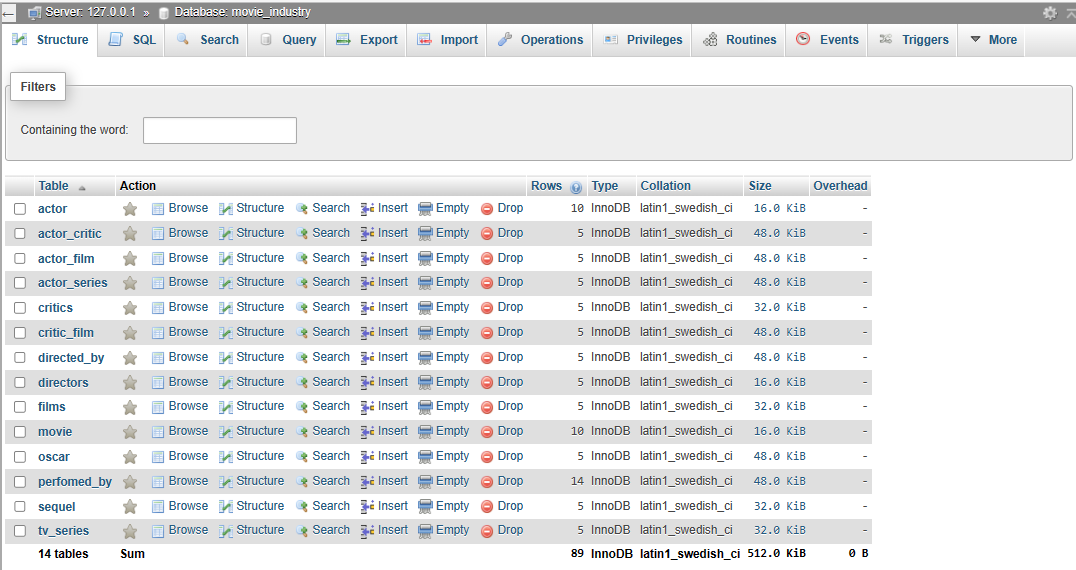 Server: 127.0.0.1 » Database: movie_industry
Structure SQL Search Query Export Import Operations Privileges Routines Events Triggers More
Filters
Containing the word:
Table Action Rows Type Collation Size Overhead
actor Browse Structure Search Insert Empty Drop 10 InnoDB latin1_swedish_ci 16.0 KiB -
actor_critic Browse Structure Search Insert Empty Drop 5 InnoDB latin1_swedish_ci 48.0 KiB -
actor_film Browse Structure Search Insert Empty Drop 5 InnoDB latin1_swedish_ci 48.0 KiB -
actor_series Browse Structure Search Insert Empty Drop 5 InnoDB latin1_swedish_ci 48.0 KiB -
critics Browse Structure Search Insert Empty Drop 5 InnoDB latin1_swedish_ci 32.0 KiB -
critic_film Browse Structure Search Insert Empty Drop 5 InnoDB latin1_swedish_ci 48.0 KiB -
directed_by Browse Structure Search Insert Empty Drop 5 InnoDB latin1_swedish_ci 48.0 KiB -
directors Browse Structure Search Insert Empty Drop 5 InnoDB latin1_swedish_ci 16.0 KiB -
films Browse Structure Search Insert Empty Drop 5 InnoDB latin1_swedish_ci 32.0 KiB -
movie Browse Structure Search Insert Empty Drop 10 InnoDB latin1_swedish_ci 16.0 KiB -
oscar Browse Structure Search Insert Empty Drop 5 InnoDB latin1_swedish_ci 48.0 KiB -
perfomed_by Browse Structure Search Insert Empty Drop 14 InnoDB latin1_swedish_ci 48.0 KiB -
sequel Browse Structure Search Insert Empty Drop 5 InnoDB latin1_swedish_ci 32.0 KiB -
tv_series Browse Structure Search Insert Empty Drop 5 InnoDB latin1_swedish_ci 32.0 KiB -
14 tables Sum 89 InnoDB latin1_swedish_ci 512.0 KiB 0 B